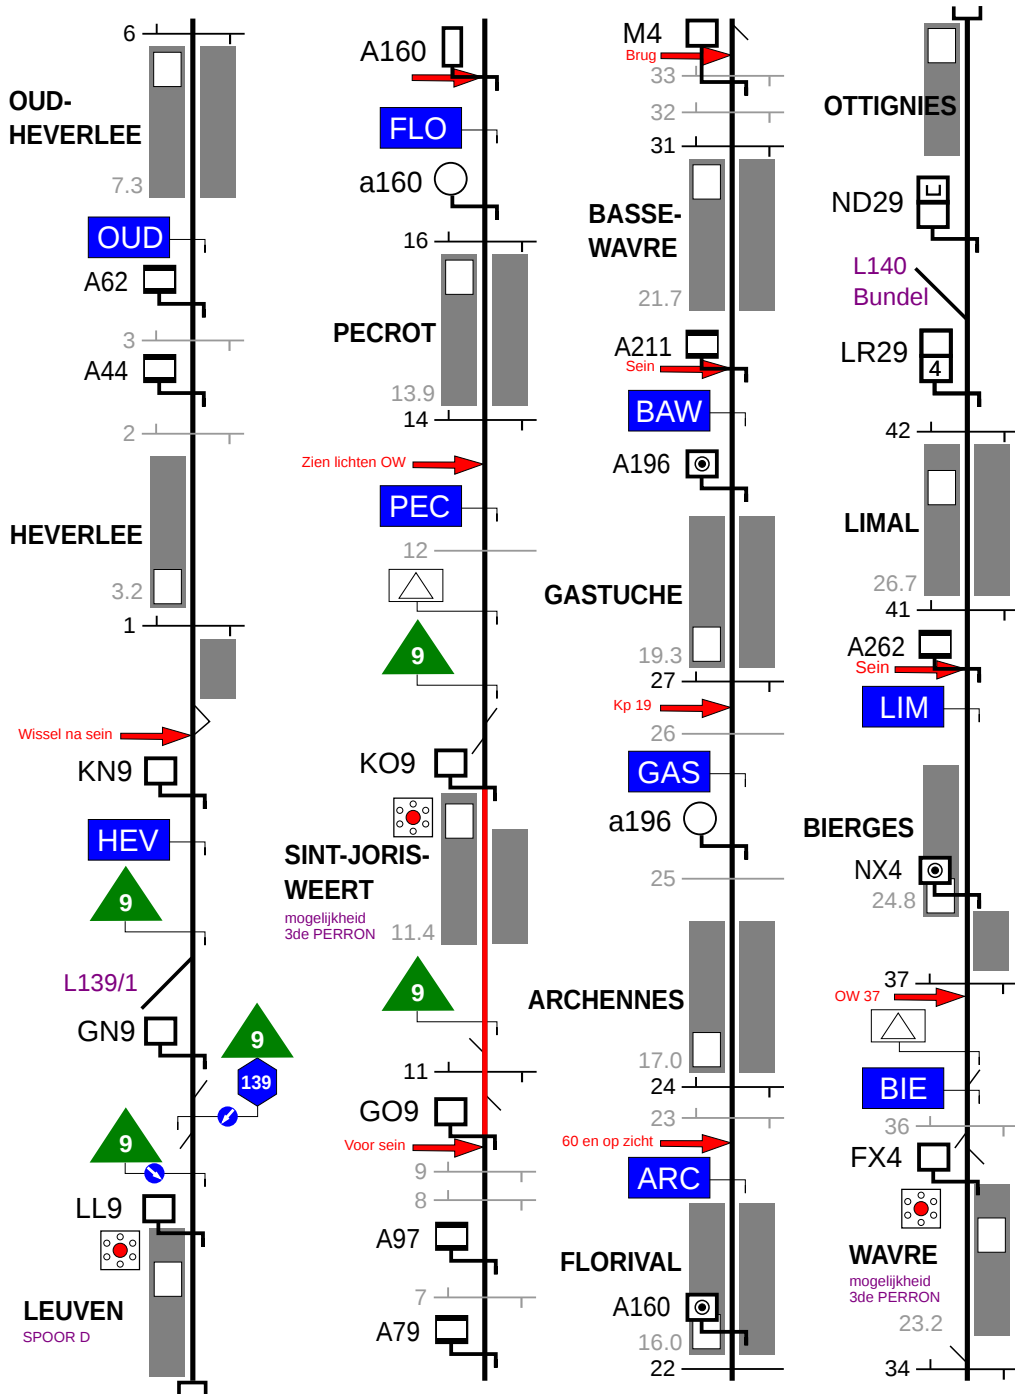 6
OUD-
HEVERLEE
7.3
OUD
A62
3
A44
2
HEVERLEE
3.2
1
Wissel na sein
KN9
HEV
9
L139/1
GN9
9
139
9
LL9
LEUVEN
SPOOR D
A160
FLO
a160
16
PECROT
13.9
14
Zien lichten OW
PEC
12
9
KO9
SINT-JORIS-
WEERT
mogelijkheid
3de PERRON
11.4
9
11
GO9
Voor sein
9
8
A97
7
A79
M4
Brug
33
32
31
BASSE-
WAVRE
21.7
A211
Sein
BAW
A196
GASTUCHE
19.3
27
Kp 19
26
GAS
a196
25
ARCHENNES
17.0
24
23
60 en op zicht
ARC
FLORIVAL
A160
16.0
22
OTTIGNIES
ND29
L140
Bundel
LR29
4
42
LIMAL
26.7
41
A262
Sein
LIM
BIERGES
NX4
24.8
37
OW 37
BIE
36
FX4
WAVRE
mogelijkheid
3de PERRON
23.2
34